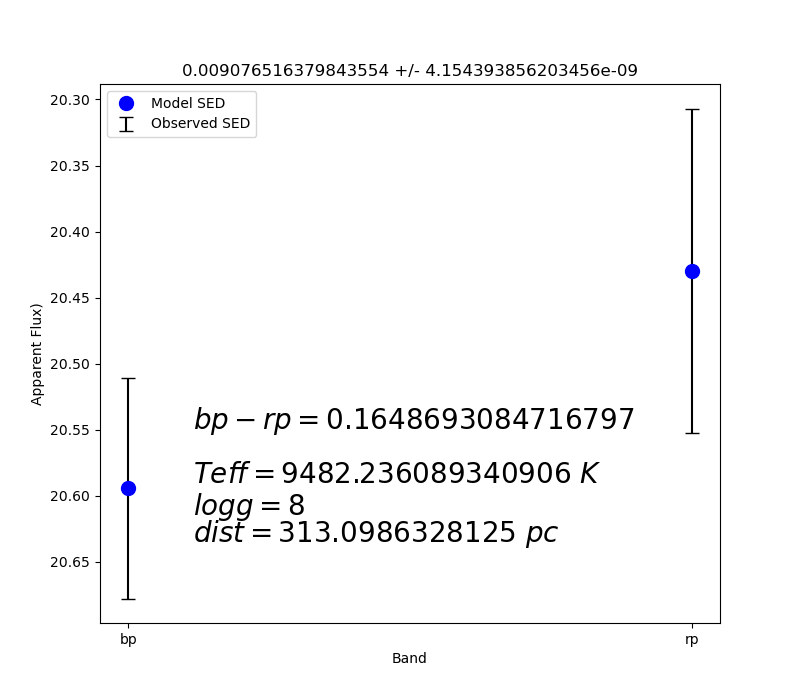 0.009076516379843554 +/- 4.154393856203456e-09
Model SED
Observed SED
20.30
20.35
20.40
20.45
20.50
20.55
20.60
20.65
Apparent Flux)
bp − rp = 0.1648693084716797
Teff = 9482.236089340906 K
logg = 8
dist = 313.0986328125 pc
bp
rp
Band